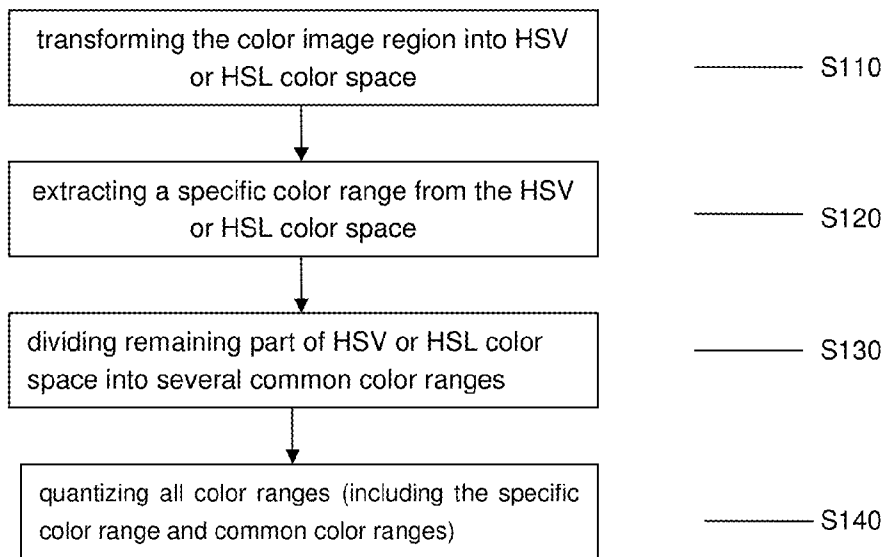 transforming the color image region into HSV
or HSL color space
S110
extracting a specific color range from the HSV
or HSL color space
S120
dividing remaining part of HSV or HSL color
space into several common color ranges
S130
quantizing all color ranges (including the specific
color range and common color ranges)
S140